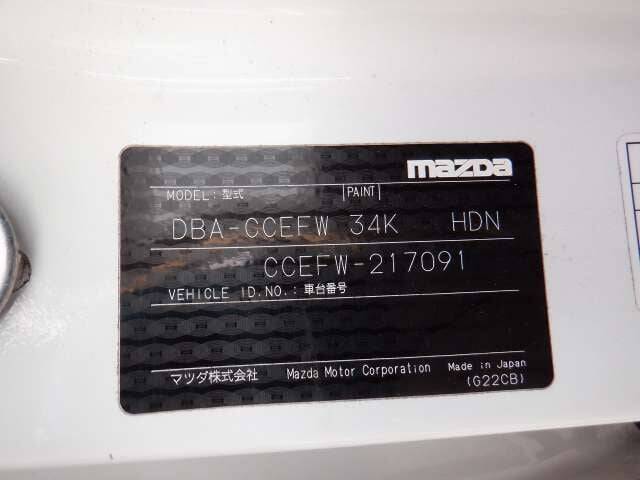 mazda
MODEL:型式 PAINT
DBA-CCEFW 34K HDN
CCEFW-217091
VEHICLE ID.NO.:車台番号
マツダ株式会社 Mazda Motor Corporation Made in Japan
(G22CB)